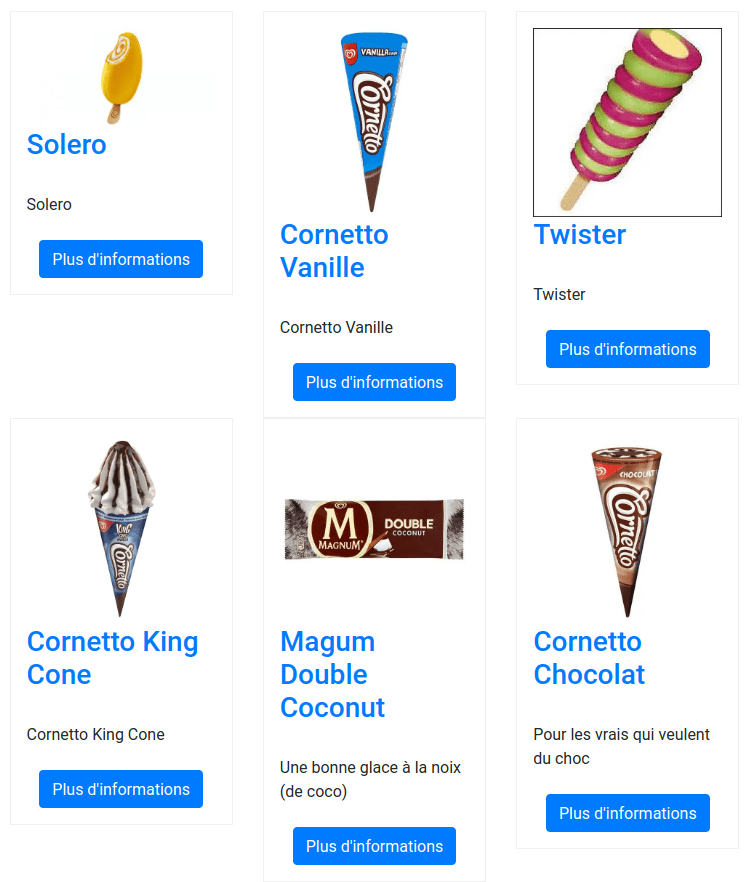 Solero
Solero
Plus d'informations
VANILLA
Cornetto
Cornetto
Vanille
Cornetto Vanille
Plus d'informations
Twister
Twister
Plus d'informations
KING
Cornetto
Cornetto King
Cone
Cornetto King Cone
Plus d'informations
M
MAGNUM
DOUBLE
COCONUT
Magum
Double
Coconut
Une bonne glace à la noix
(de coco)
Plus d'informations
CHOCOLAT
Cornetto
Cornetto
Chocolat
Pour les vrais qui veulent
du choc
Plus d'informations